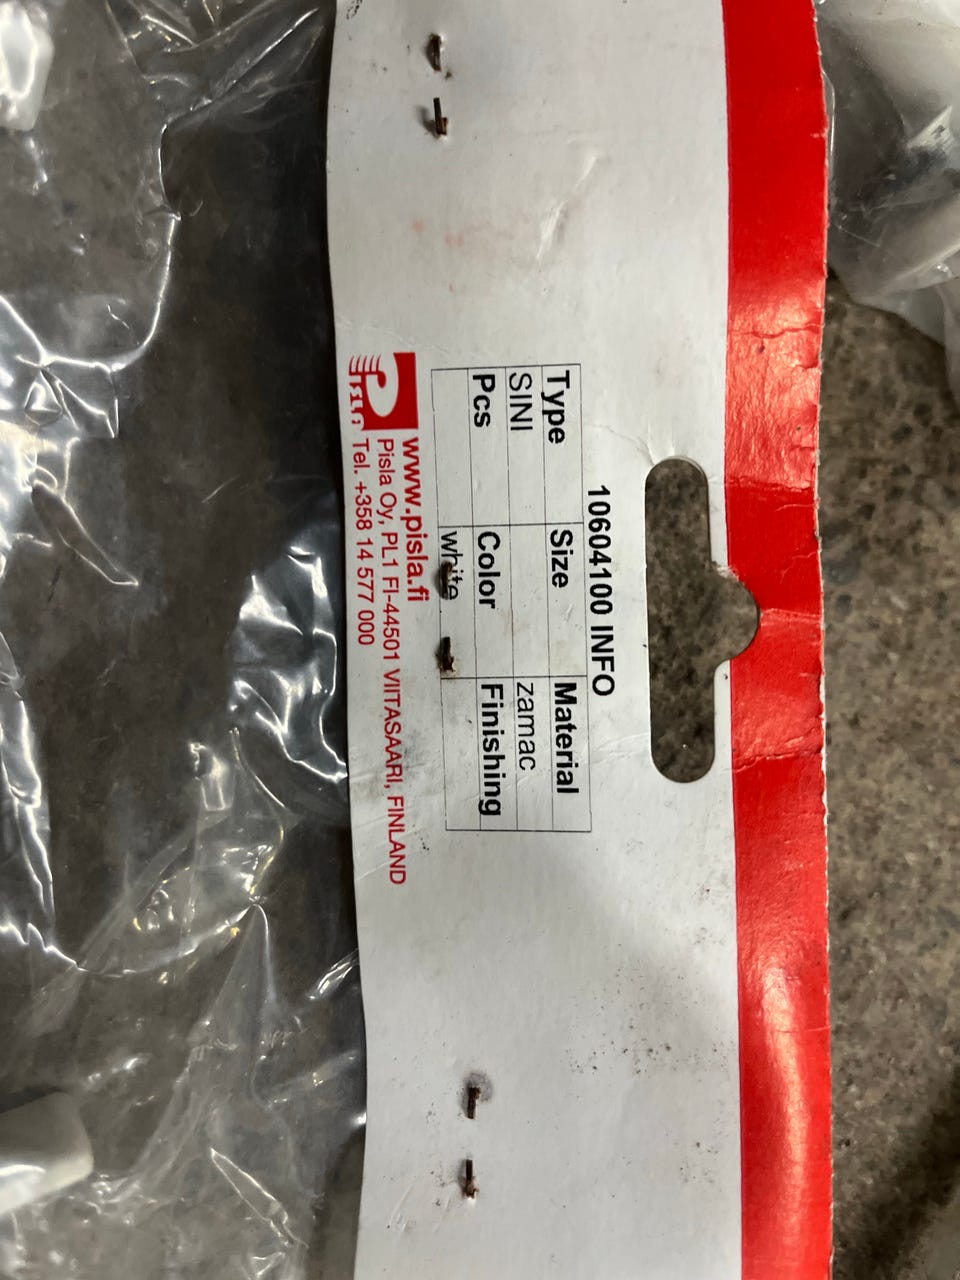 10604100 INFO
Type Size Material
SINI zamac
Pcs Color Finishing
white
www.pisla.fi
Pisla Oy, PL1 FI-44501 VIITASAARI, FINLAND
PISLA Tel. +358 14 577 000